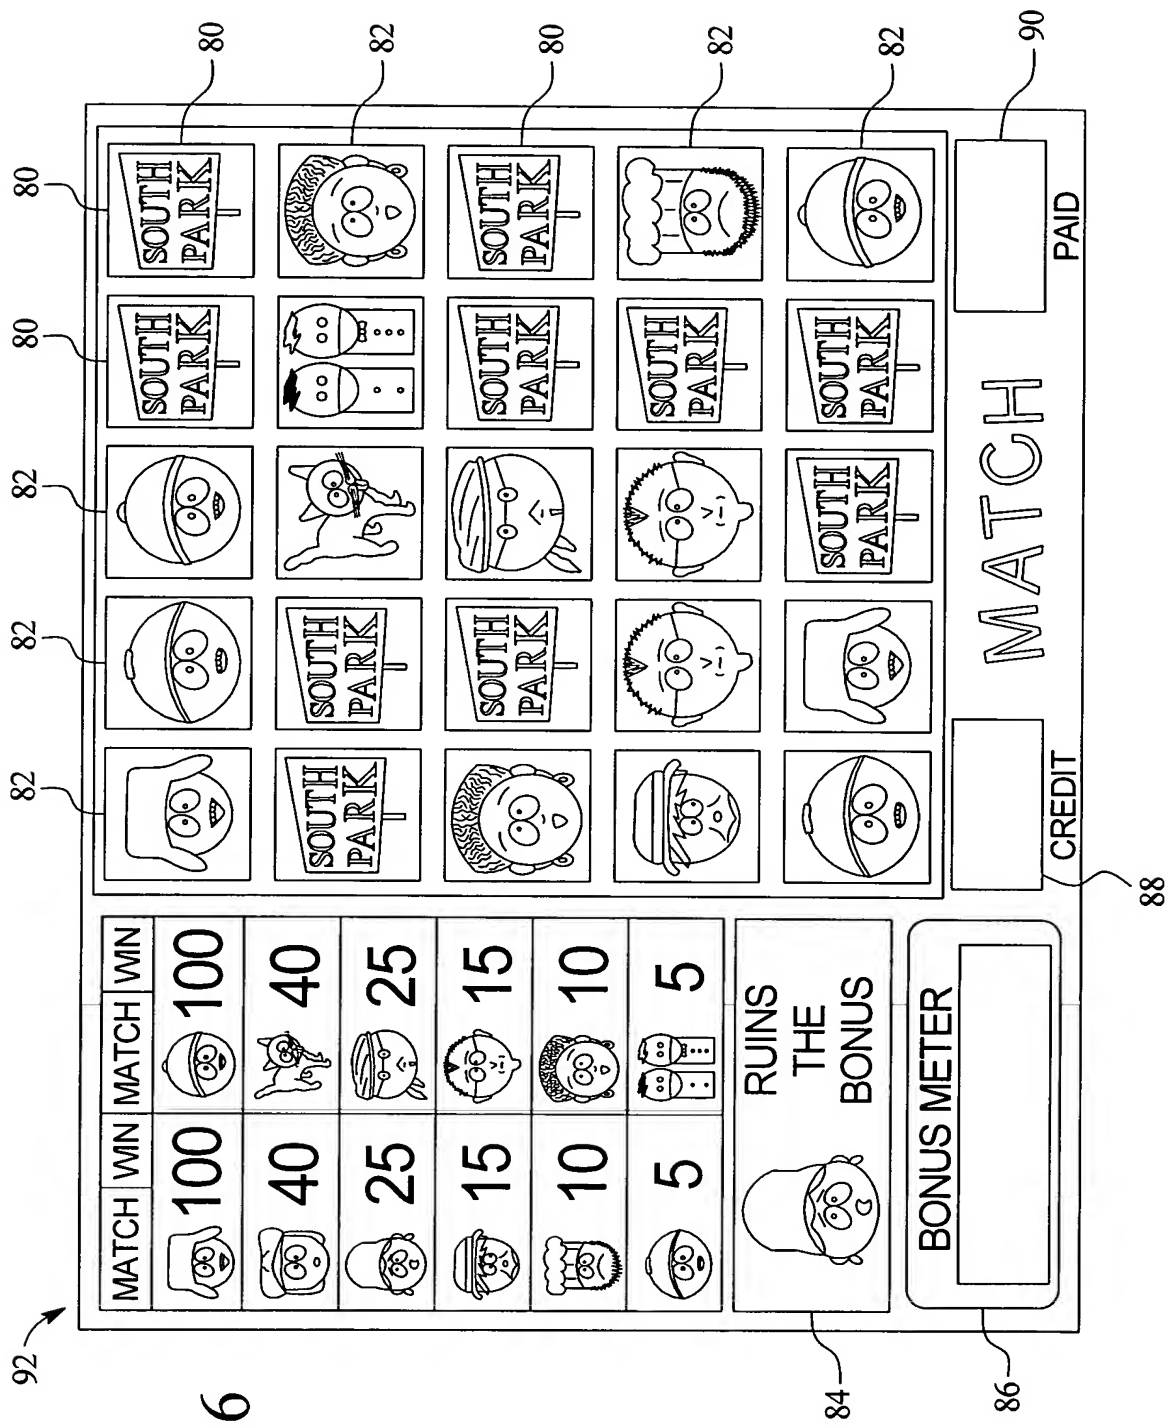 92
82
82
82
80
80
6
MATCH WIN MATCH WIN
100 100
40 40
25 25
15 15
10 10
5 5
SOUTH
PARK
SOUTH
PARK
80
SOUTH
PARK
SOUTH
PARK
82
SOUTH
PARK
SOUTH
PARK
SOUTH
PARK
80
SOUTH
PARK
82
SOUTH
PARK
SOUTH
PARK
82
RUINS
THE
BONUS
84
BONUS METER
86
MATCH
90
CREDIT
PAID
88